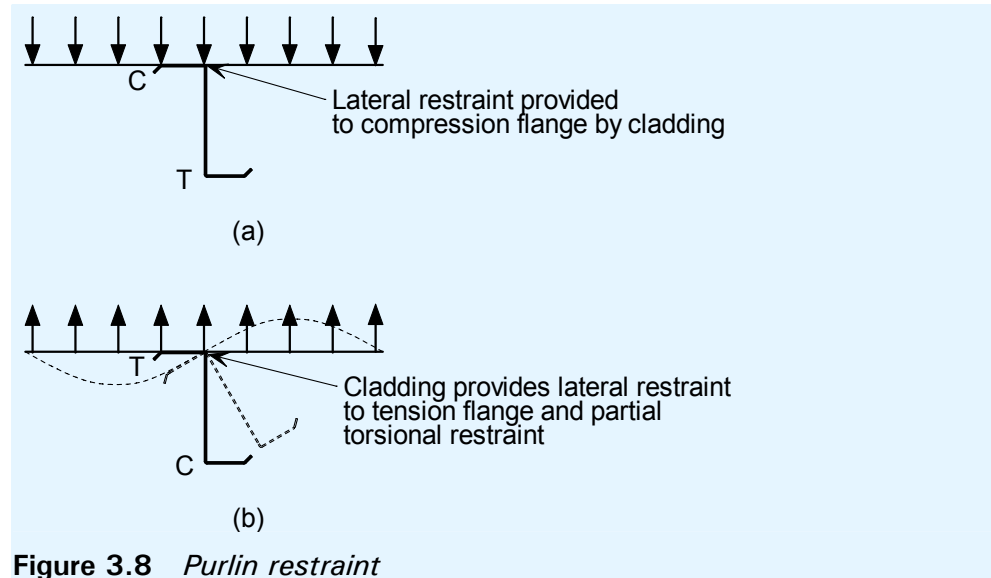 C
Lateral restraint provided
to compression flange by cladding
T
(a)
T
Cladding provides lateral restraint
to tension flange and partial
torsional restraint
C
(b)
Figure 3.8 Purlin restraint